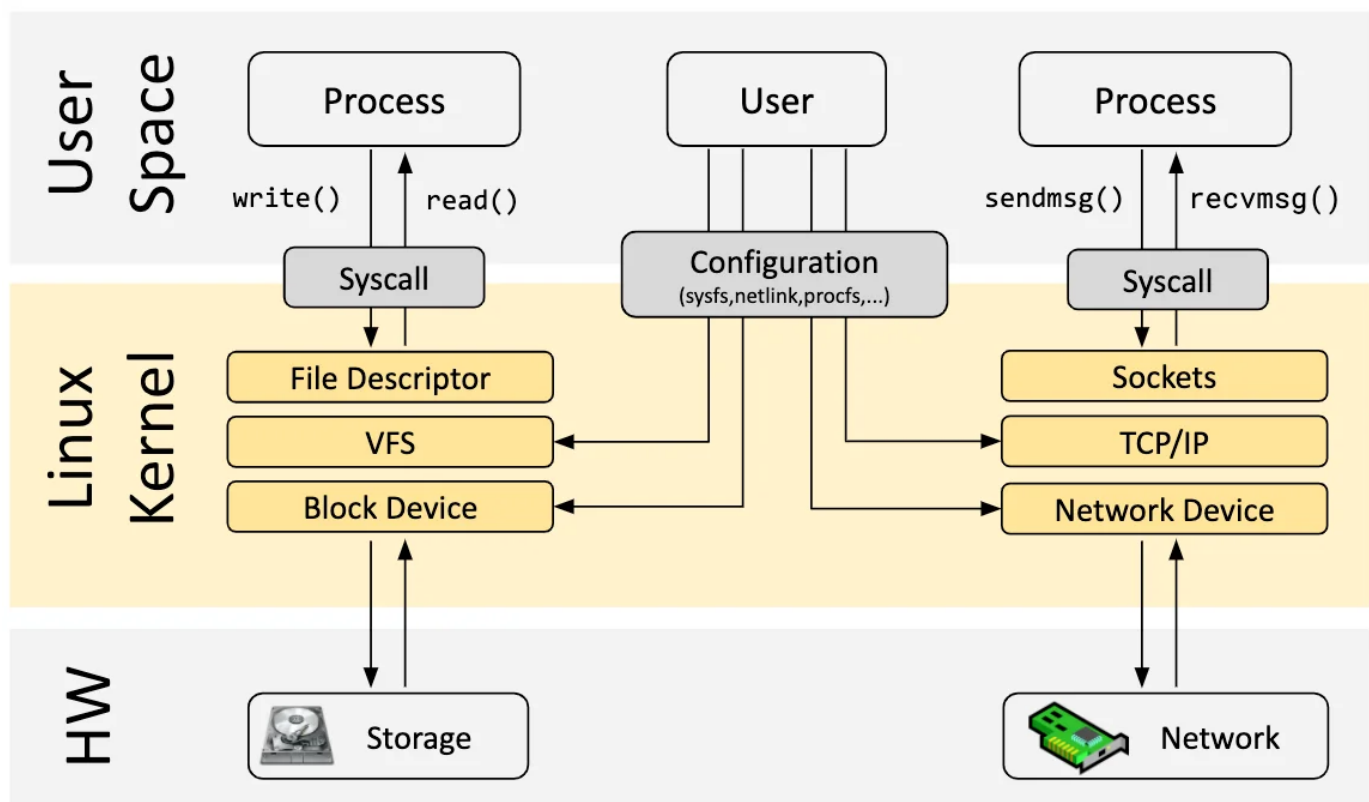 User
Space
Process
User
Process
write()
read()
sendmsg()
recvmsg()
Syscall
Configuration
(sysfs,netlink,procfs,...)
Syscall
Linux
Kernel
File Descriptor
VFS
Block Device
Sockets
TCP/IP
Network Device
HW
Storage
Network